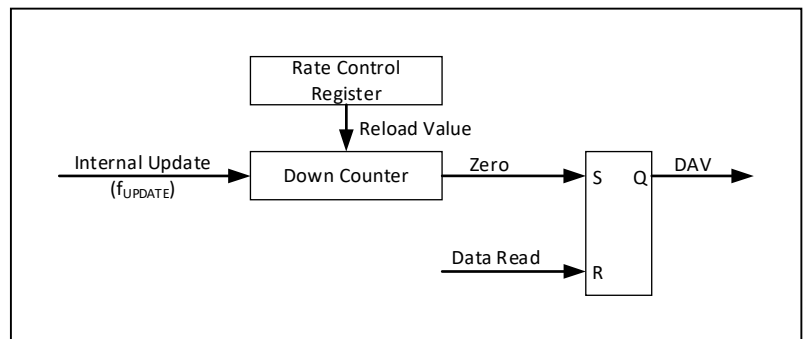 Rate Control
Register
Reload Value
Internal Update
(fUPDATE)
Down Counter
Zero
S
Q
DAV
Data Read
R